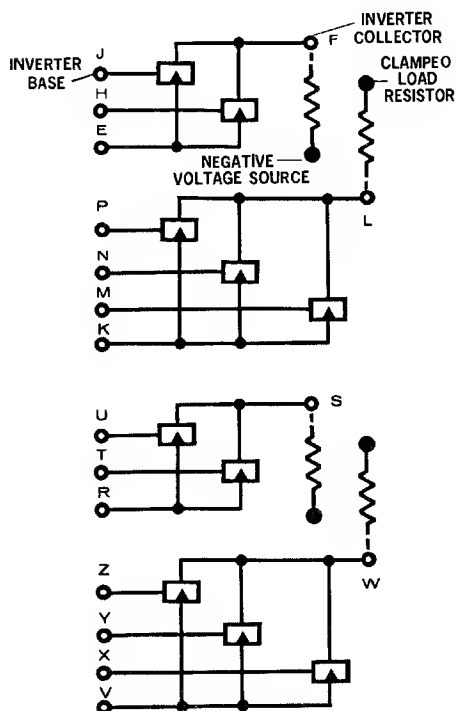 INVERTER
COLLECTOR
J
F
CLAMPEO
LOAD
RESISTOR
INVERTER
BASE
H
E
NEGATIVE
VOLTAGE SOURCE
P
L
N
M
K
U
S
T
R
Z
W
Y
X
V